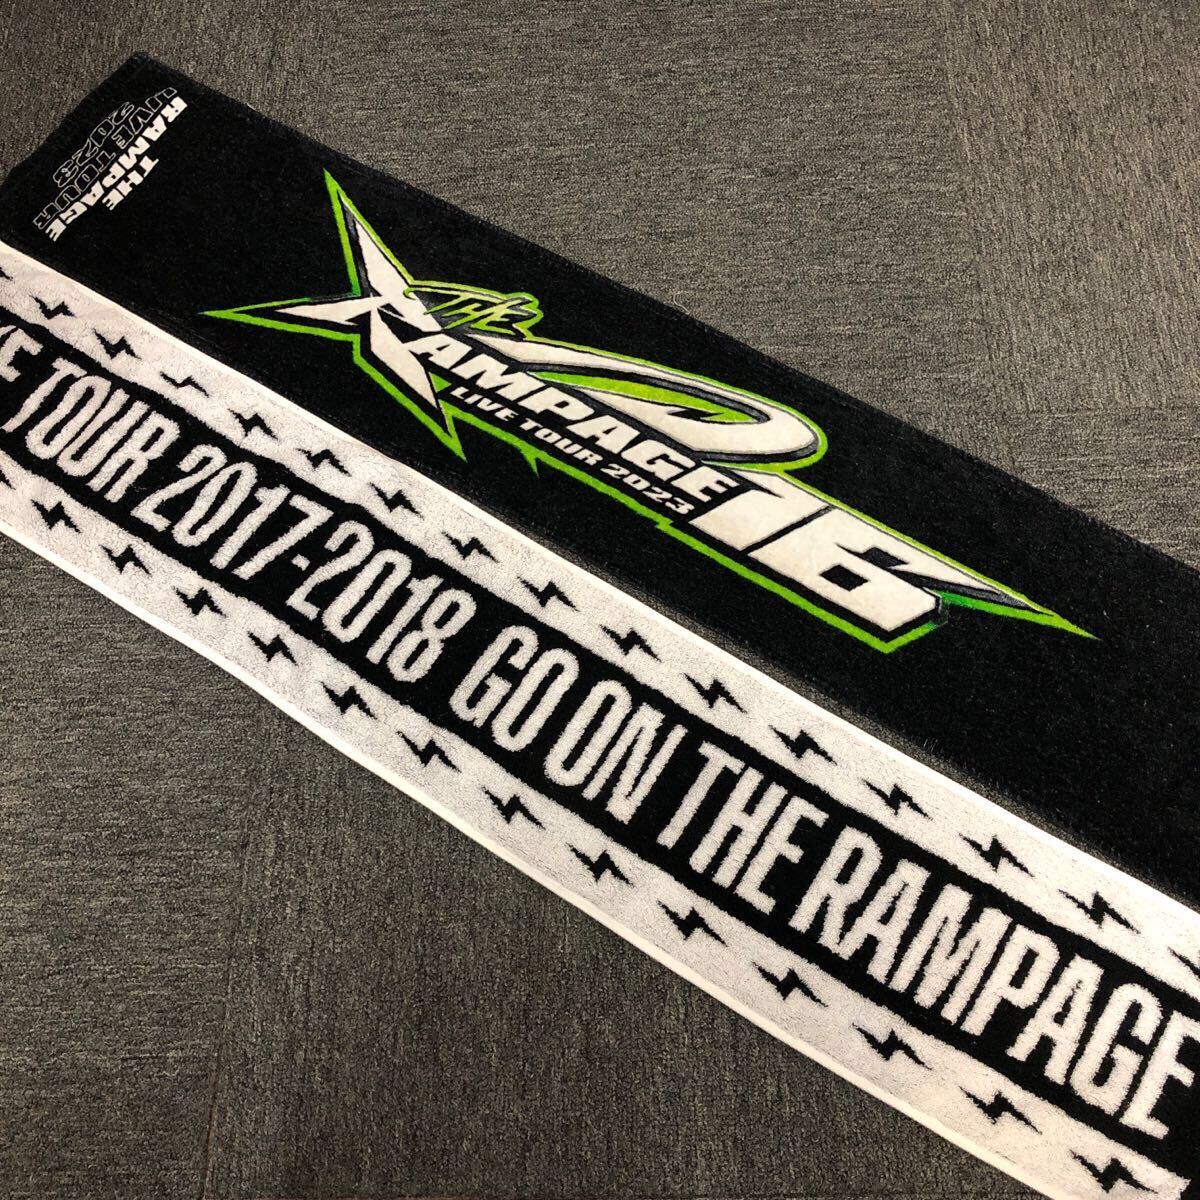 THE
RAMPAGE
LIVE TOUR
2023
THE
RAMPAGE
LIVE TOUR 2023
16
TOUR 2017-2018 GO ON THE RAMPAGE